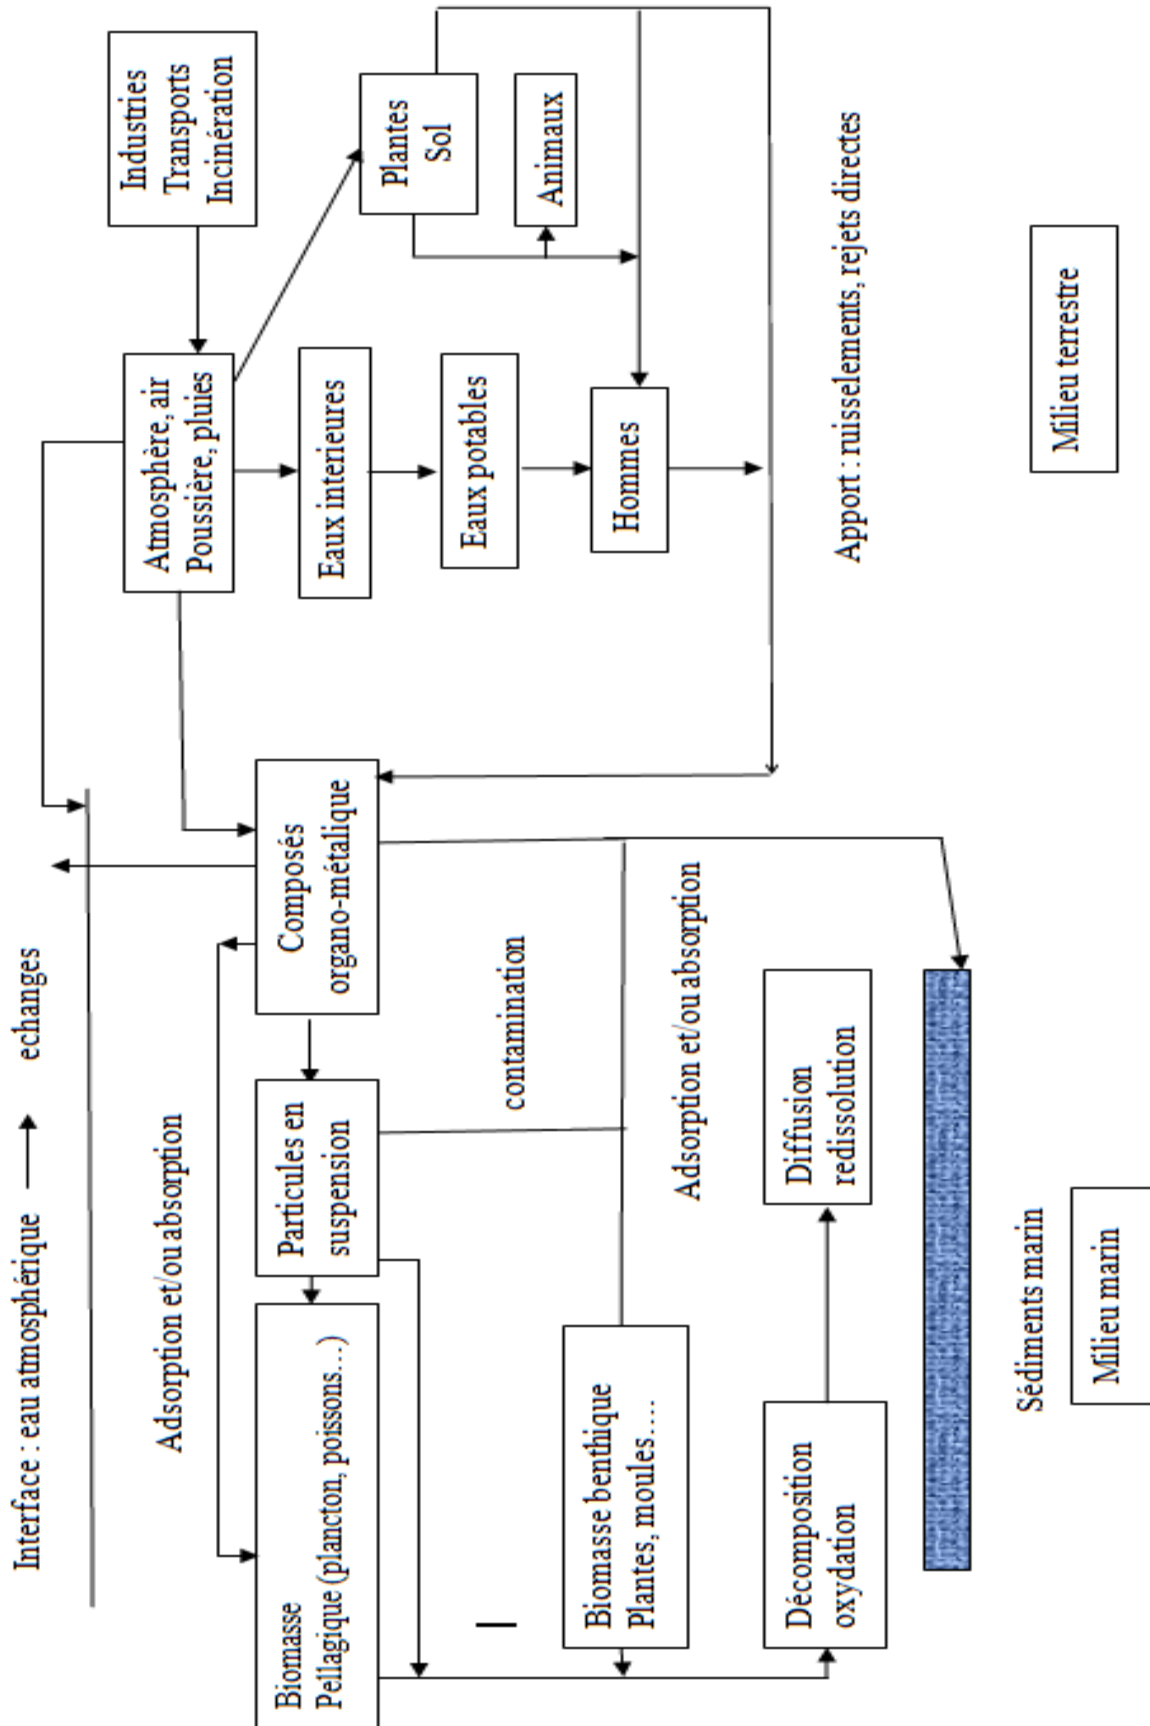 Interface : eau atmosphérique
echanges
Adsorption et/ou absorption
Biomasse
Pellagique (plancton, poissons…)
Particules en
suspension
Composés
organo-métalique
Atmosphère, air
Poussière, pluies
Industries
Transports
Incinération
Eaux interieures
Plantes
Sol
Eaux potables
Animaux
contamination
Biomasse benthique
Plantes, moules….
Hommes
Adsorption et/ou absorption
Décomposition
oxydation
Diffusion
redissolution
Apport : ruisselements, rejets directes
Sédiments marin
Milieu marin
Milieu terrestre